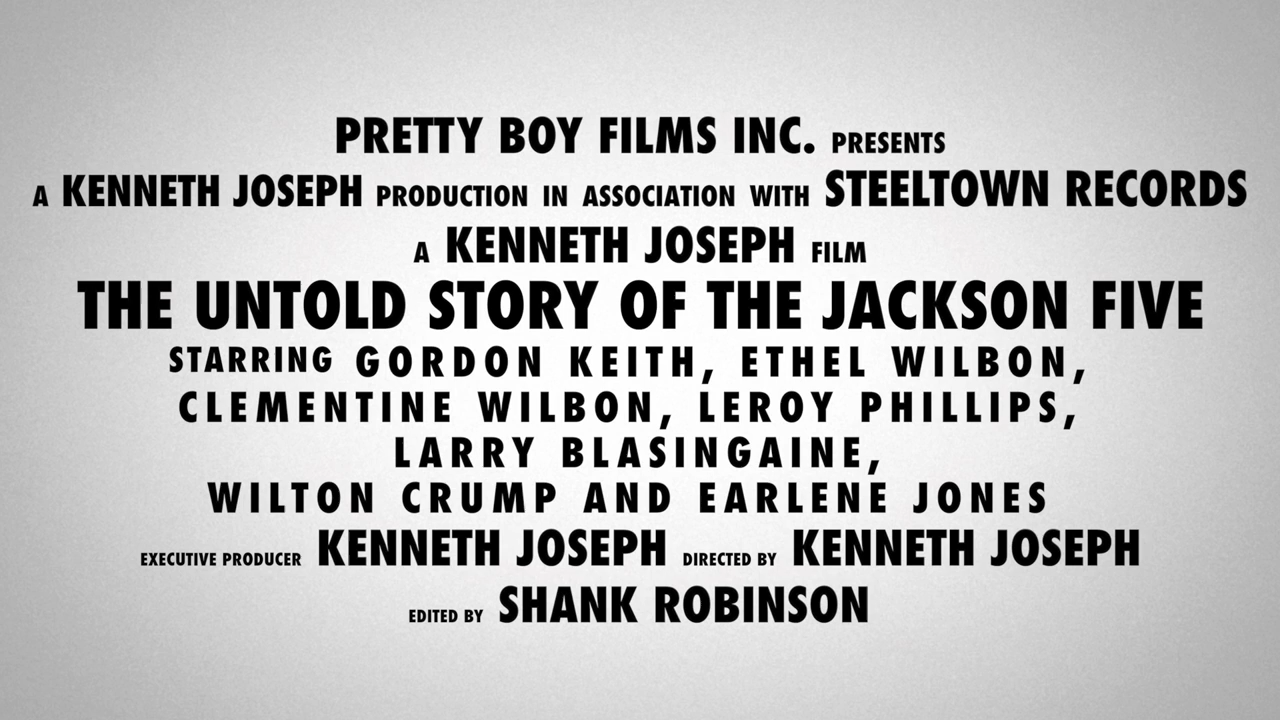 PRETTY BOY FILMS INC. PRESENTS
A KENNETH JOSEPH PRODUCTION IN ASSOCIATION WITH STEELTOWN RECORDS
A KENNETH JOSEPH FILM
THE UNTOLD STORY OF THE JACKSON FIVE
STARRING GORDON KEITH, ETHEL WILBON,
CLEMENTINE WILBON, LEROY PHILLIPS,
LARRY BLASINGAINE,
WILTON CRUMP AND EARLENE JONES
EXECUTIVE PRODUCER KENNETH JOSEPH DIRECTED BY KENNETH JOSEPH
EDITED BY SHANK ROBINSON